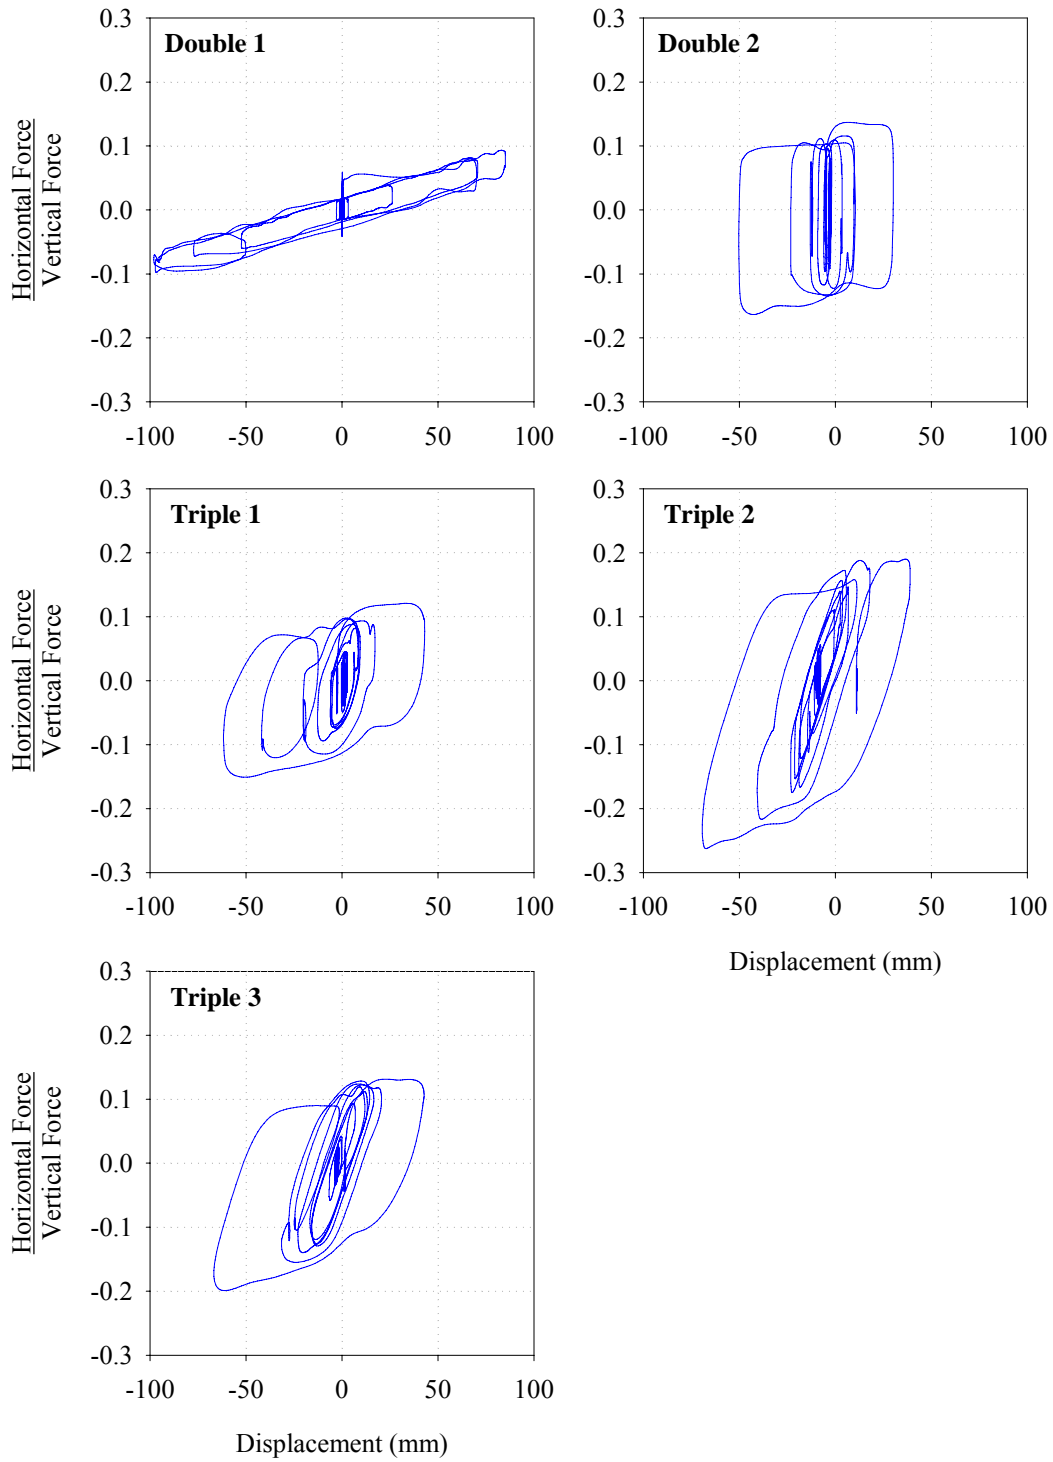 Double 1
Double 2
Horizontal Force
Vertical Force
0.3
0.2
0.1
0.0
-0.1
-0.2
-0.3
-100 -50 0 50 100
0.3
0.2
0.1
0.0
-0.1
-0.2
-0.3
-100 -50 0 50 100
Triple 1
Triple 2
Horizontal Force
Vertical Force
0.3
0.2
0.1
0.0
-0.1
-0.2
-0.3
-100 -50 0 50 100
0.3
0.2
0.1
0.0
-0.1
-0.2
-0.3
-100 -50 0 50 100
Displacement (mm)
Triple 3
Horizontal Force
Vertical Force
0.3
0.2
0.1
0.0
-0.1
-0.2
-0.3
-100 -50 0 50 100
Displacement (mm)